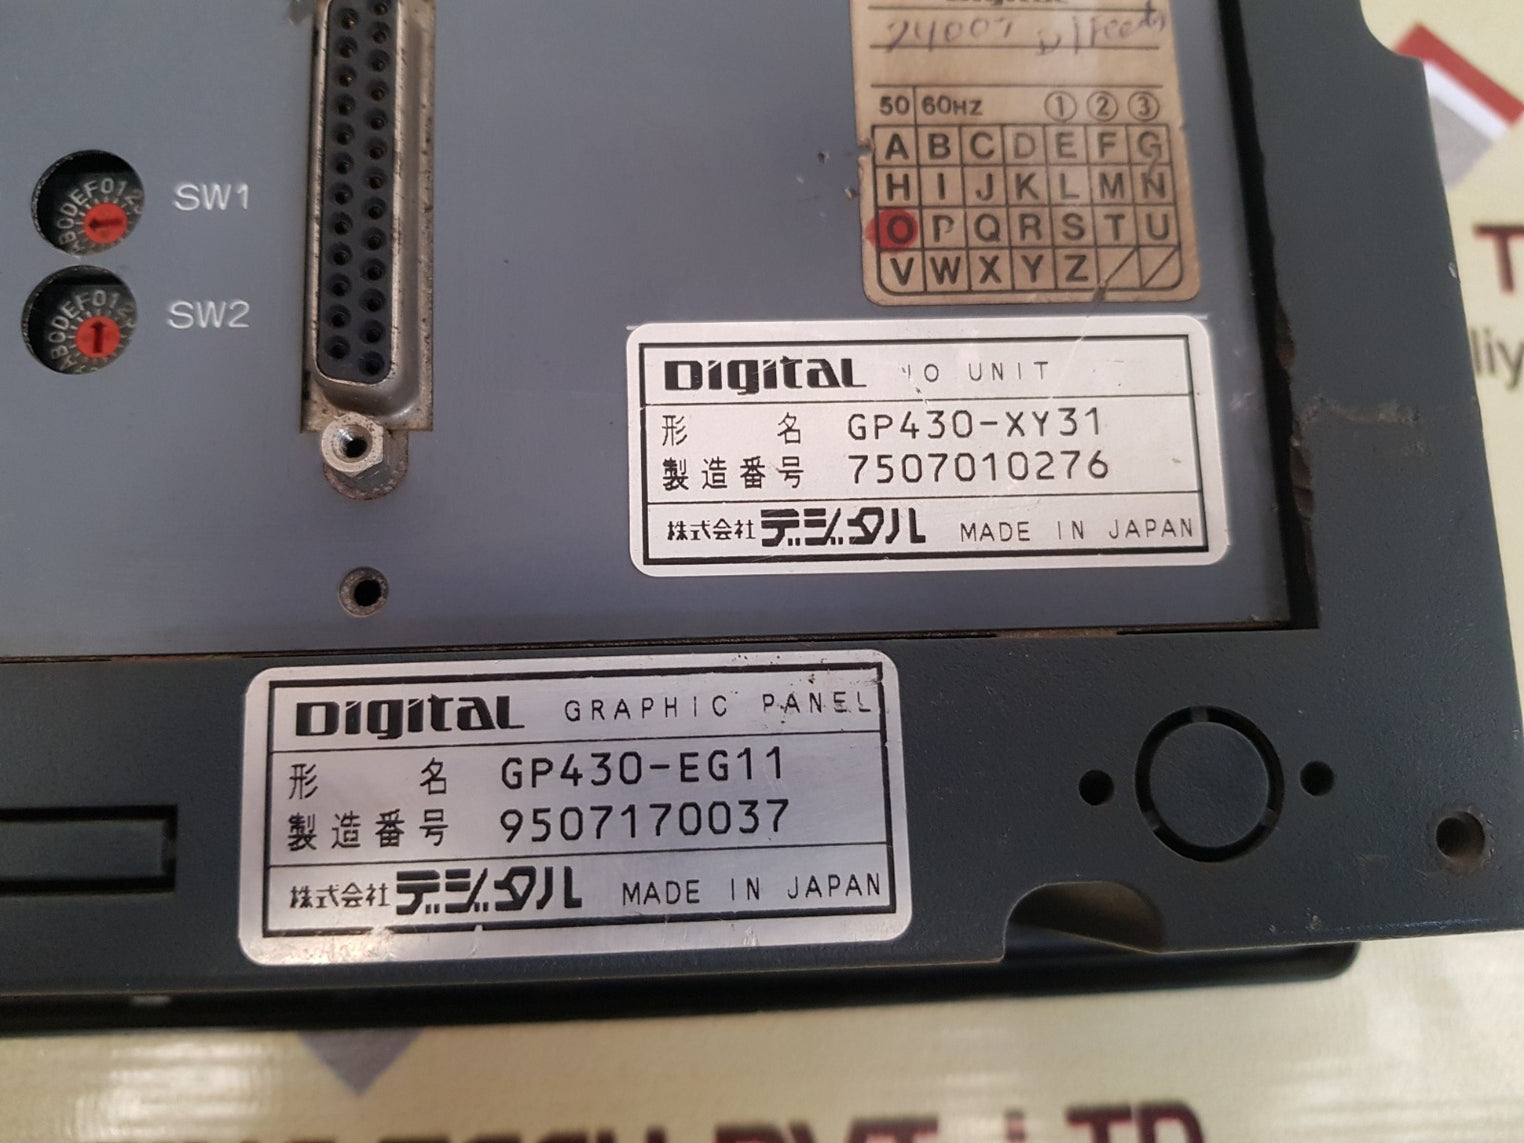 Digital
24007
50 60HZ ① ② ③
A B C D E F G
H I J K L M N
O P Q R S T U
V W X Y Z
SW1
SW2
Digital I/O UNIT
形 名 GP430-XY31
製造番号 7507010276
株式会社デジタル MADE IN JAPAN
Digital GRAPHIC PANEL
形 名 GP430-EG11
製造番号 9507170037
株式会社デジタル MADE IN JAPAN